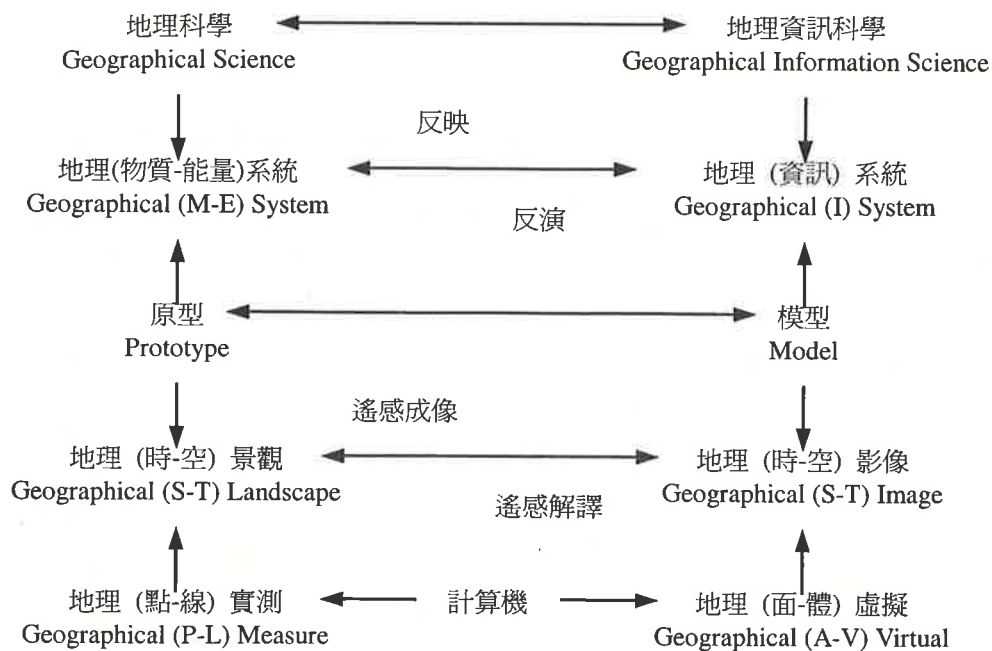 地理科學
Geographical Science
地理資訊科學
Geographical Information Science
反映
地理(物質-能量)系統
Geographical (M-E) System
地理 (資訊) 系統
Geographical (I) System
反演
原型
Prototype
模型
Model
遙感成像
地理 (時-空) 景觀
Geographical (S-T) Landscape
地理 (時-空) 影像
Geographical (S-T) Image
遙感解譯
地理 (點-線) 實測
Geographical (P-L) Measure
計算機
地理 (面-體) 虛擬
Geographical (A-V) Virtual